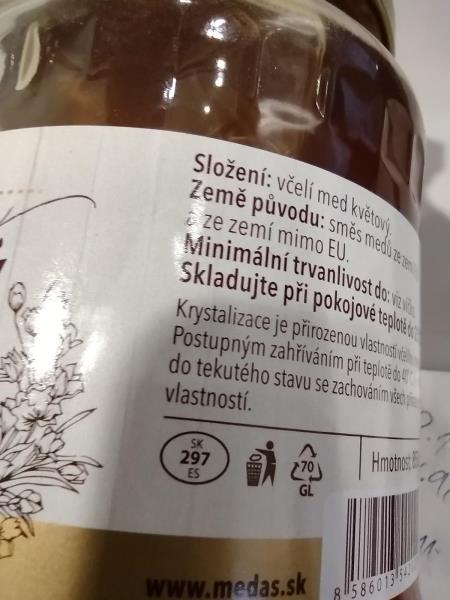 Složení: včelí med květový.
Země původu: směs medů ze zemí
a ze zemí mimo EU.
Minimální trvanlivost do: viz víčko
Skladujte při pokojové teplotě do
Krystalizace je přirozenou vlastností
Postupným zahříváním při teplotě do 40°
do tekutého stavu se zachováním všech
vlastností.
SK
297
ES
70
GL
Hmotnost:
www.medas.sk
8 586013